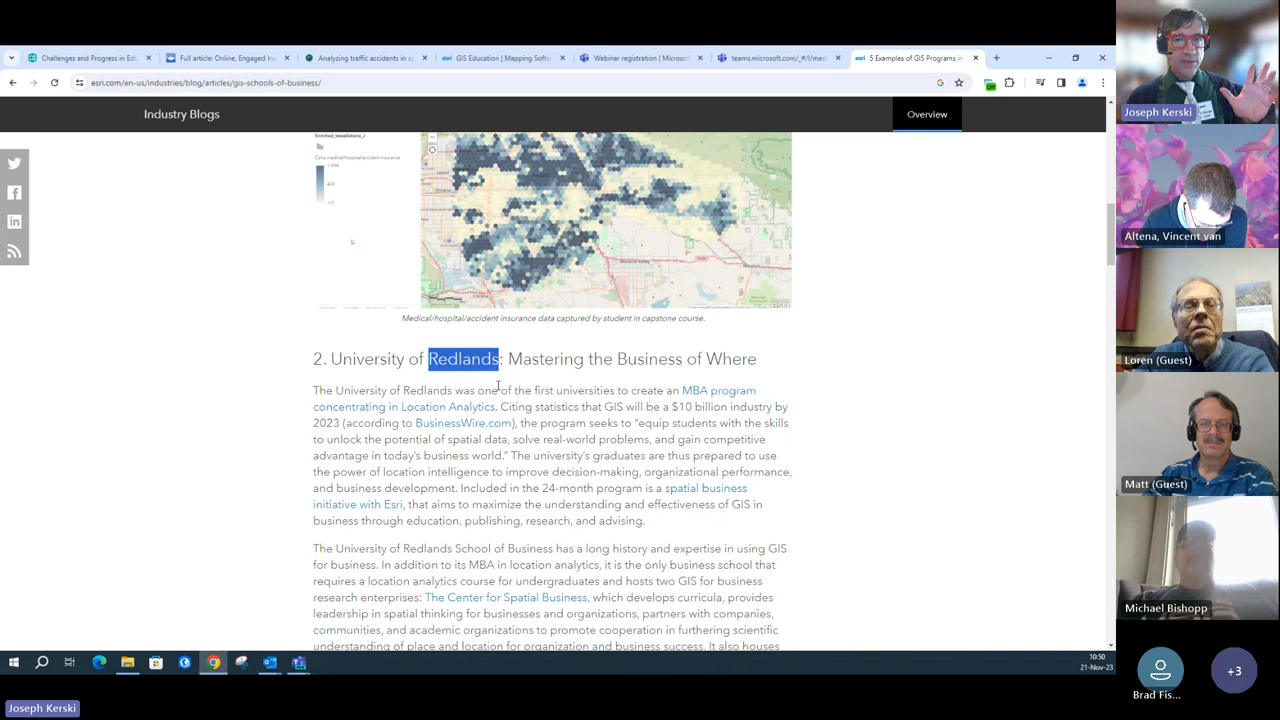 Challenges and Progress in Edu
Full article: Online, Engaged In
Analyzing traffic accidents in s
GIS Education | Mapping Softw
Webinar registration | Microsoft
teams.microsoft.com/_#/l/mee
5 Examples of GIS Programs in
esri.com/en-us/industries/blog/articles/gis-schools-of-business/
Industry Blogs
Overview
Carry medical/hospital/accident insurance
Medical/hospital/accident insurance data captured by student in capstone course.
2. University of Redlands: Mastering the Business of Where
The University of Redlands was one of the first universities to create an MBA program
concentrating in Location Analytics. Citing statistics that GIS will be a $10 billion industry by
2023 (according to BusinessWire.com), the program seeks to “equip students with the skills
to unlock the potential of spatial data, solve real-world problems, and gain competitive
advantage in today’s business world.” The university’s graduates are thus prepared to use
the power of location intelligence to improve decision-making, organizational performance,
and business development. Included in the 24-month program is a spatial business
initiative with Esri, that aims to maximize the understanding and effectiveness of GIS in
business through education, publishing, research, and advising.
The University of Redlands School of Business has a long history and expertise in using GIS
for business. In addition to its MBA in location analytics, it is the only business school that
requires a location analytics course for undergraduates and hosts two GIS for business
research enterprises: The Center for Spatial Business, which develops curricula, provides
leadership in spatial thinking for businesses and organizations, partners with companies,
communities, and academic organizations to promote cooperation in furthering scientific
understanding of place and location for organization and business success. It also houses
10:50
21-Nov-23
Joseph Kerski
Altena, Vincent van
Loren (Guest)
Matt (Guest)
Michael Bishopp
Brad Fis...
+3
Joseph Kerski